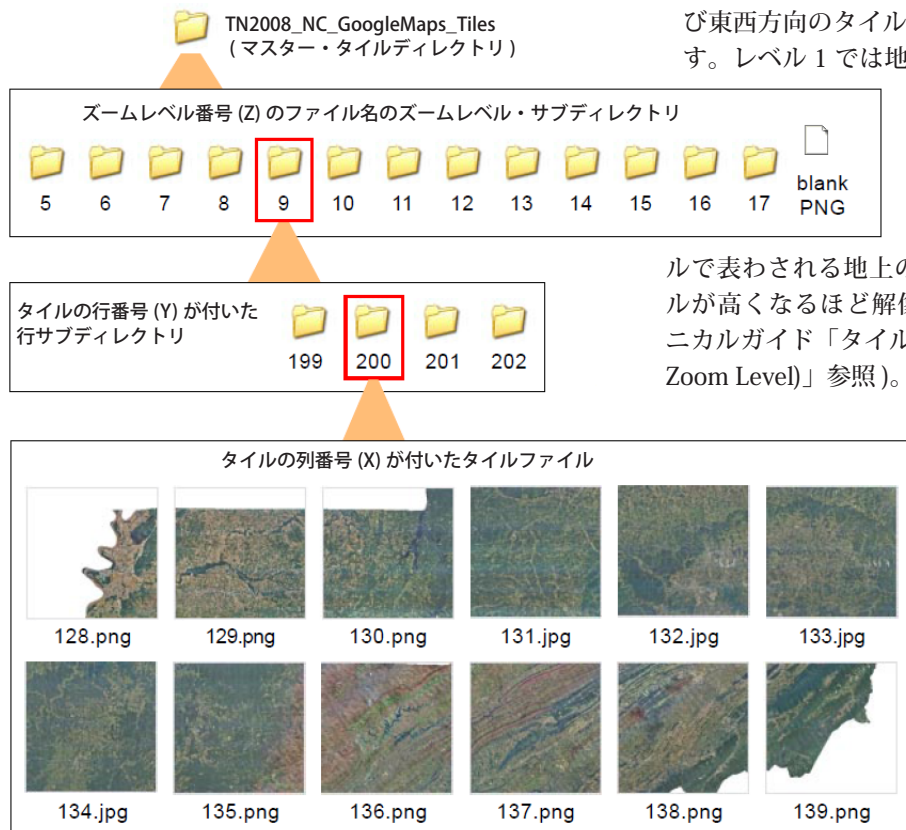 TN2008_NC_GoogleMaps_Tiles
( マスター・タイルディレクトリ )
び東西方向のタイル
す。レベル 1 では地
ズームレベル番号 (Z) のファイル名のズームレベル・サブディレクトリ
5 6 7 8 9 10 11 12 13 14 15 16 17 blank PNG
ルで表わされる地上の
ルが高くなるほど解像
ニカルガイド「タイル
Zoom Level)」参照 )。
タイルの行番号 (Y) が付いた
行サブディレクトリ
199 200 201 202
タイルの列番号 (X) が付いたタイルファイル
128.png 129.png 130.png 131.jpg 132.jpg 133.jpg
134.jpg 135.png 136.png 137.png 138.png 139.png